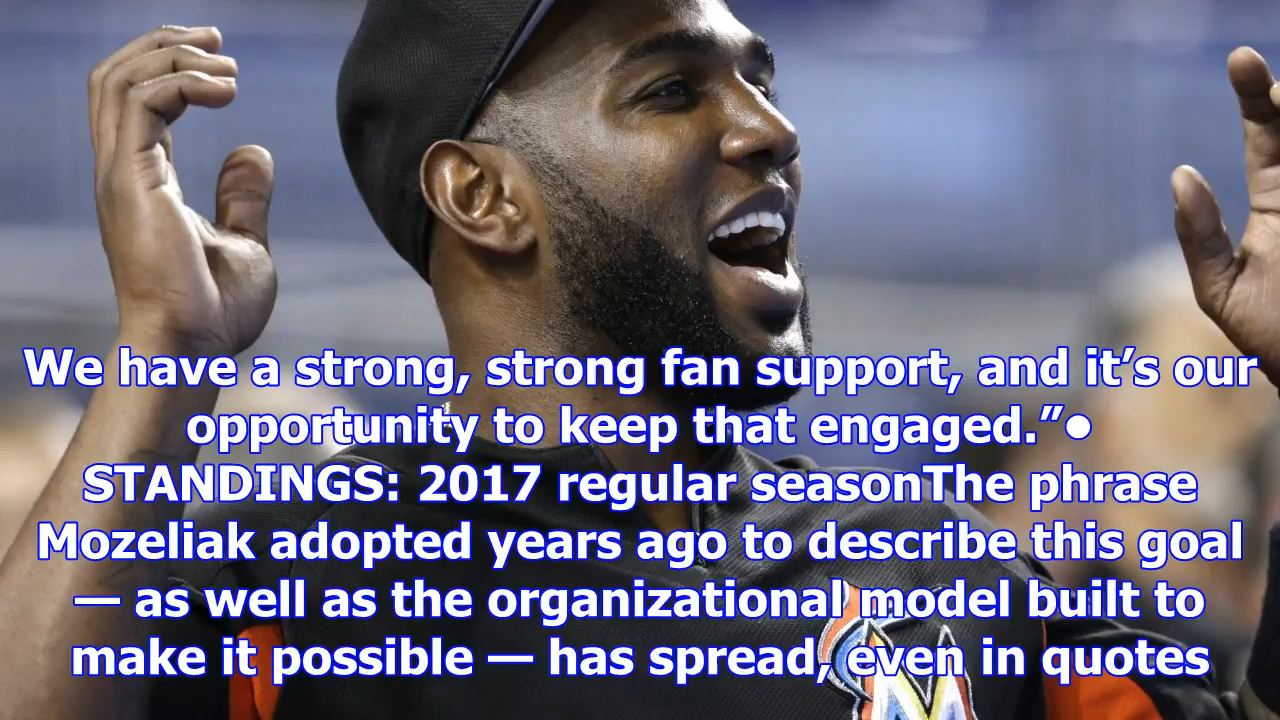 We have a strong, strong fan support, and it’s our
opportunity to keep that engaged.”●
STANDINGS: 2017 regular seasonThe phrase
Mozeliak adopted years ago to describe this goal
— as well as the organizational model built to
make it possible — has spread, even in quotes